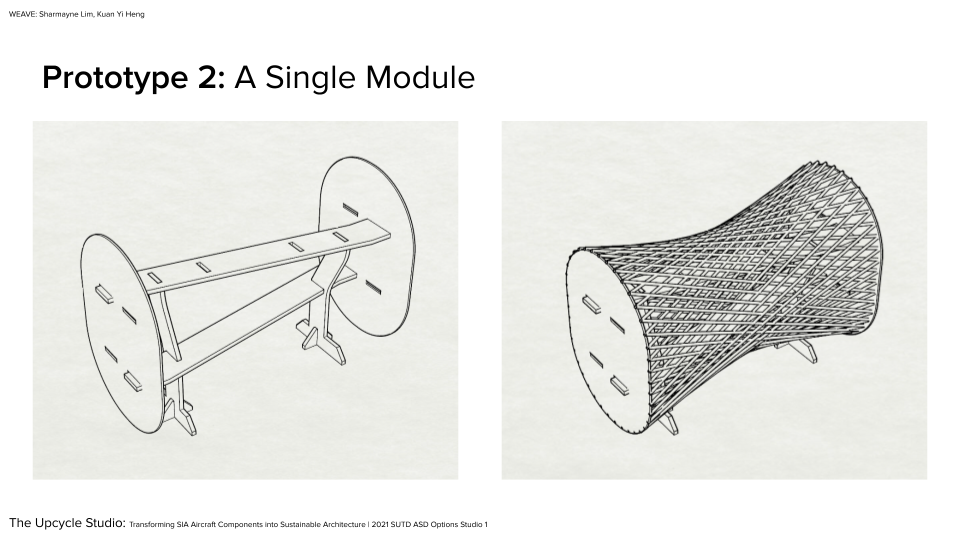 WEAVE: Sharmayne Lim, Kuan Yi Heng
Prototype 2: A Single Module
The Upcycle Studio: Transforming SIA Aircraft Components into Sustainable Architecture | 2021 SUTD ASD Options Studio 1